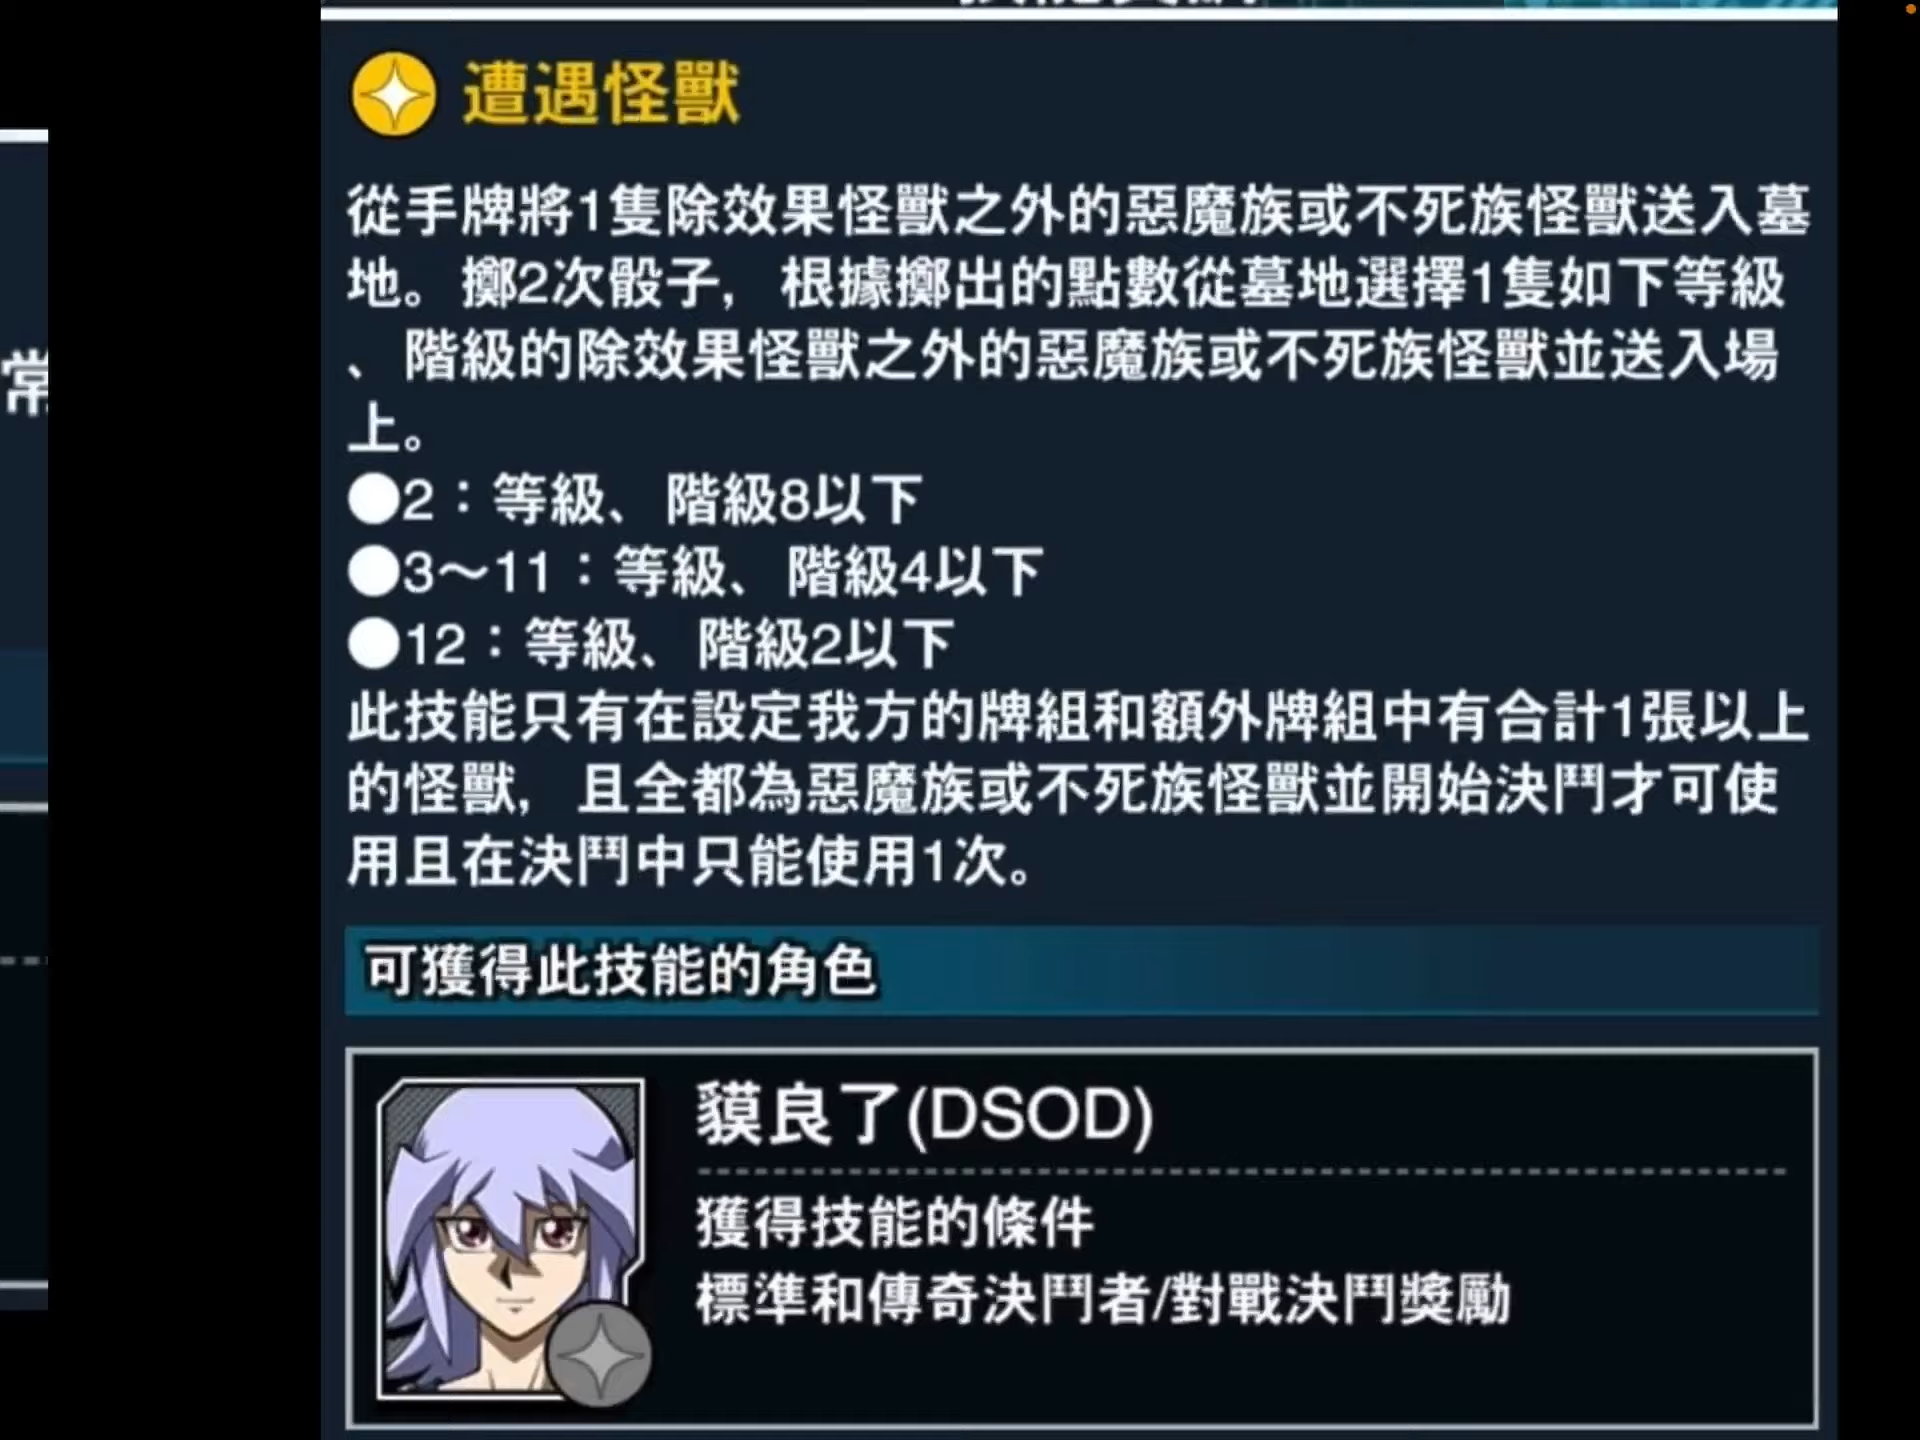 遭遇怪獸
從手牌將1隻除效果怪獸之外的惡魔族或不死族怪獸送入墓
地。擲2次骰子，根據擲出的點數從墓地選擇1隻如下等級
、階級的除效果怪獸之外的惡魔族或不死族怪獸並送入場
上。
●2：等級、階級8以下
●3～11：等級、階級4以下
●12：等級、階級2以下
此技能只有在設定我方的牌組和額外牌組中有合計1張以上
的怪獸，且全都為惡魔族或不死族怪獸並開始決鬥才可使
用且在決鬥中只能使用1次。
可獲得此技能的角色
貘良了(DSOD)
獲得技能的條件
標準和傳奇決鬥者/對戰決鬥獎勵
常